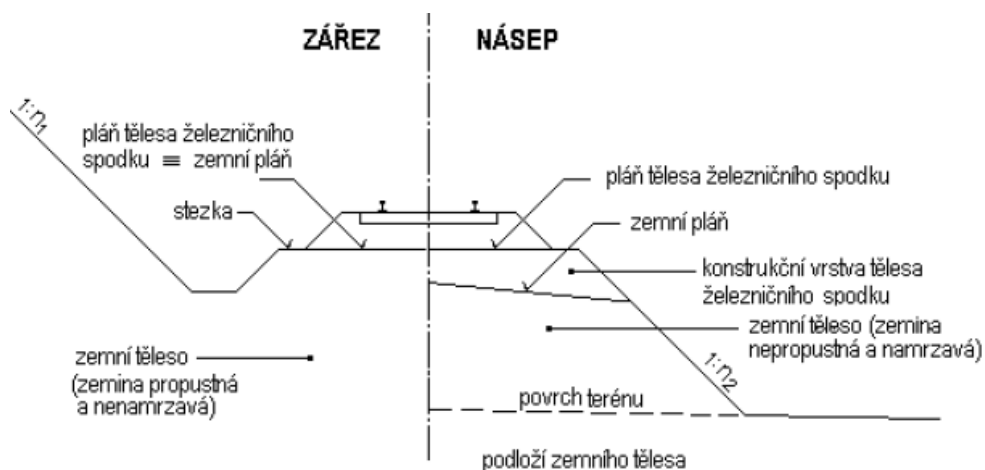 ZÁŘEZ
NÁSEP
1:n1
pláň tělesa železničního
spodku ≡ zemní pláň
stezka
pláň tělesa železničního spodku
zemní pláň
konstrukční vrstva tělesa
železničního spodku
zemní těleso (zemina
nepropustná a namrzavá)
zemní těleso
(zemina propustná
a nenamrzavá)
1:n2
povrch terénu
podloží zemního tělesa